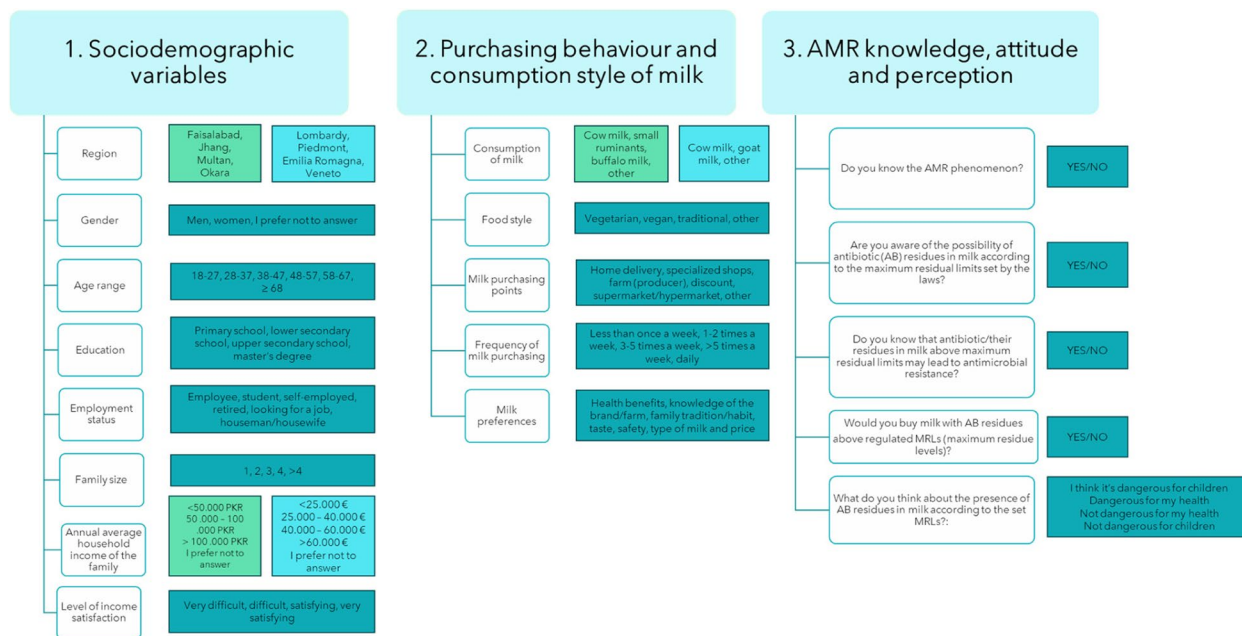 1. Sociodemographic
variables
Region
Faisalabad,
Jhang,
Multan,
Okara
Lombardy,
Piedmont,
Emilia Romagna,
Veneto
Gender
Men, women, I prefer not to answer
Age range
18-27, 28-37, 38-47, 48-57, 58-67,
≥ 68
Education
Primary school, lower secondary
school, upper secondary school,
master's degree
Employment
status
Employee, student, self-employed,
retired, looking for a job,
houseman/housewife
Family size
1, 2, 3, 4, >4
Annual average
household
income of the
family
<50.000 PKR
50 .000 – 100
.000 PKR
> 100 .000 PKR
I prefer not to
answer
<25.000 €
25.000 – 40.000 €
40.000 – 60.000 €
>60.000 €
I prefer not to
answer
Level of income
satisfaction
Very difficult, difficult, satisfying, very
satisfying
2. Purchasing behaviour and
consumption style of milk
Consumption
of milk
Cow milk, small
ruminants,
buffalo milk,
other
Cow milk, goat
milk, other
Food style
Vegetarian, vegan, traditional, other
Milk purchasing
points
Home delivery, specialized shops,
farm (producer), discount,
supermarket/hypermarket, other
Frequency of
milk purchasing
Less than once a week, 1-2 times a
week, 3-5 times a week, >5 times a
week, daily
Milk
preferences
Health benefits, knowledge of the
brand/farm, family tradition/habit,
taste, safety, type of milk and price
3. AMR knowledge, attitude
and perception
Do you know the AMR phenomenon?
YES/NO
Are you aware of the possibility of
antibiotic (AB) residues in milk according
to the maximum residual limits set by the
laws?
YES/NO
Do you know that antibiotic/their
residues in milk above maximum
residual limits may lead to antimicrobial
resistance?
YES/NO
Would you buy milk with AB residues
above regulated MRLs (maximum residue
levels)?
YES/NO
What do you think about the presence of
AB residues in milk according to the set
MRLs?:
I think it's dangerous for children
Dangerous for my health
Not dangerous for my health
Not dangerous for children